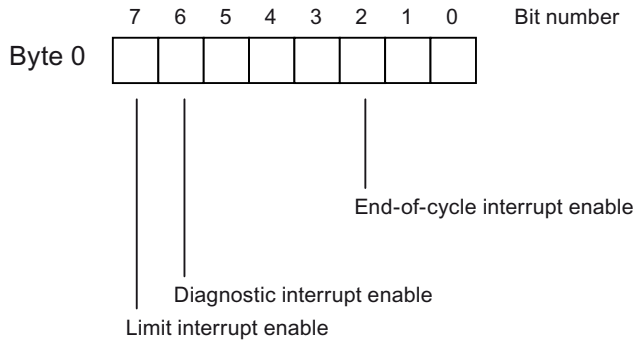 7 6 5 4 3 2 1 0 Bit number
Byte 0
End-of-cycle interrupt enable
Diagnostic interrupt enable
Limit interrupt enable